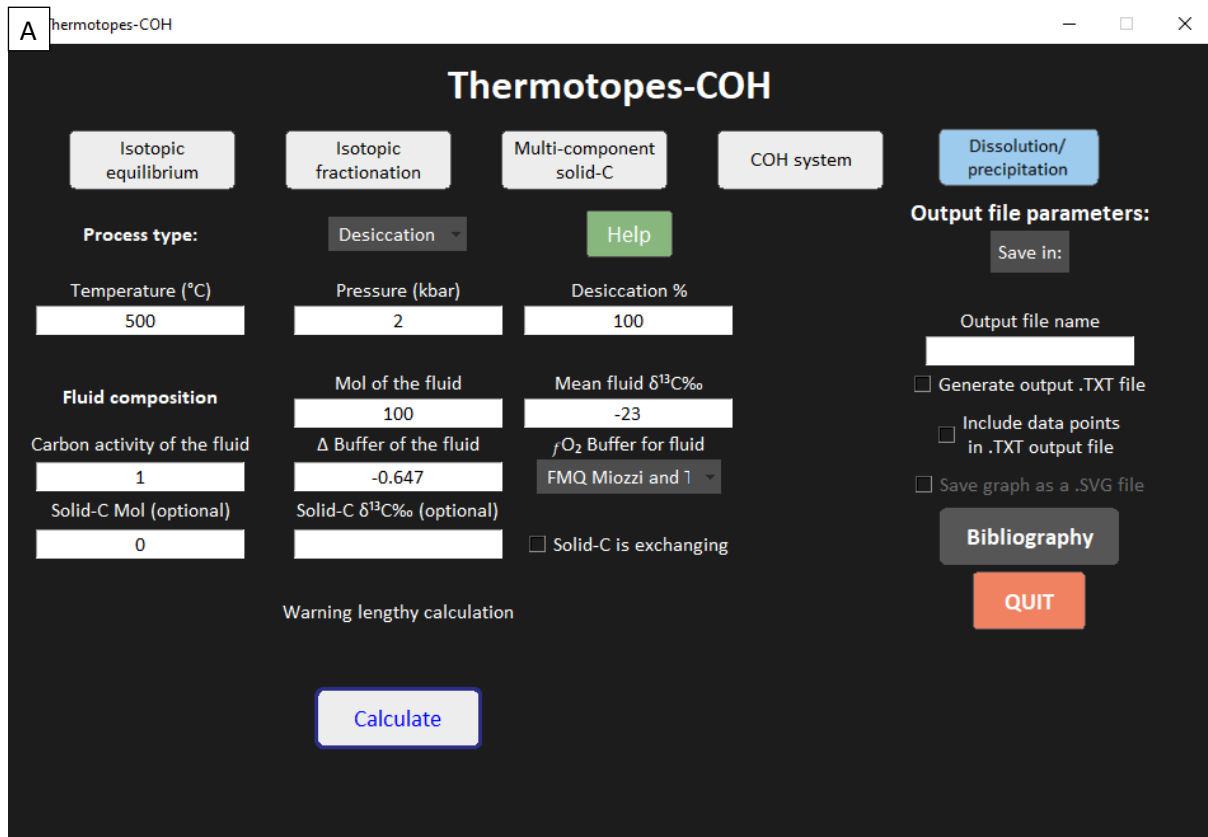 A
hermotopes-COH
Thermotopes-COH
Isotopic
equilibrium
Isotopic
fractionation
Multi-component
solid-C
COH system
Dissolution/
precipitation
Output file parameters:
Process type:
Desiccation
Help
Save in:
Temperature (°C)
Pressure (kbar)
Desiccation %
500
2
100
Output file name
Fluid composition
Mol of the fluid
Mean fluid δ¹³C‰
100
-23
Generate output .TXT file
Include data points
in .TXT output file
Carbon activity of the fluid
Δ Buffer of the fluid
fO₂ Buffer for fluid
1
-0.647
FMQ Miozzi and T
Save graph as a .SVG file
Solid-C Mol (optional)
Solid-C δ¹³C‰ (optional)
0
Solid-C is exchanging
Bibliography
QUIT
Warning lengthy calculation
Calculate